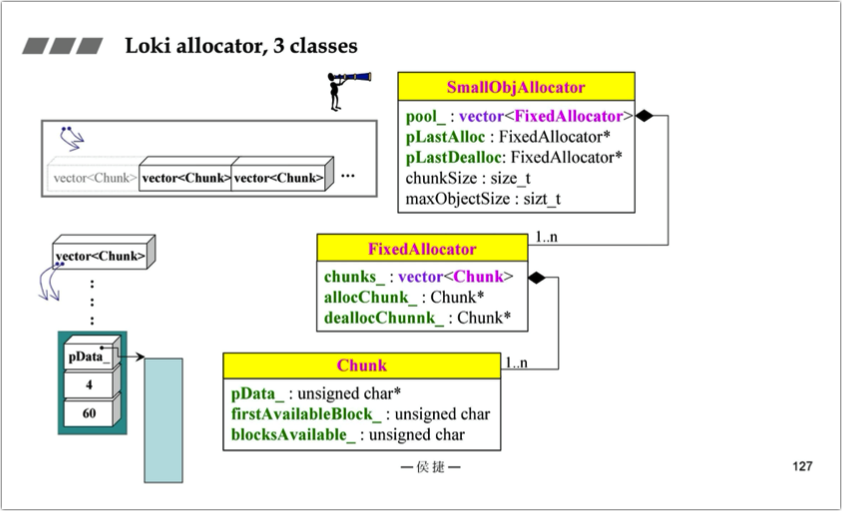 Loki allocator, 3 classes
SmallObjAllocator
pool_ : vector<FixedAllocator>
pLastAlloc : FixedAllocator*
pLastDealloc: FixedAllocator*
chunkSize : size_t
maxObjectSize : sizt_t
vector<Chunk> vector<Chunk> vector<Chunk> ...
1..n
FixedAllocator
chunks_ : vector<Chunk>
allocChunk_ : Chunk*
deallocChunnk_ : Chunk*
vector<Chunk>
1..n
Chunk
pData_ : unsigned char*
firstAvailableBlock_ : unsigned char
blocksAvailable_ : unsigned char
pData_
4
60
— 侯 捷 —
127